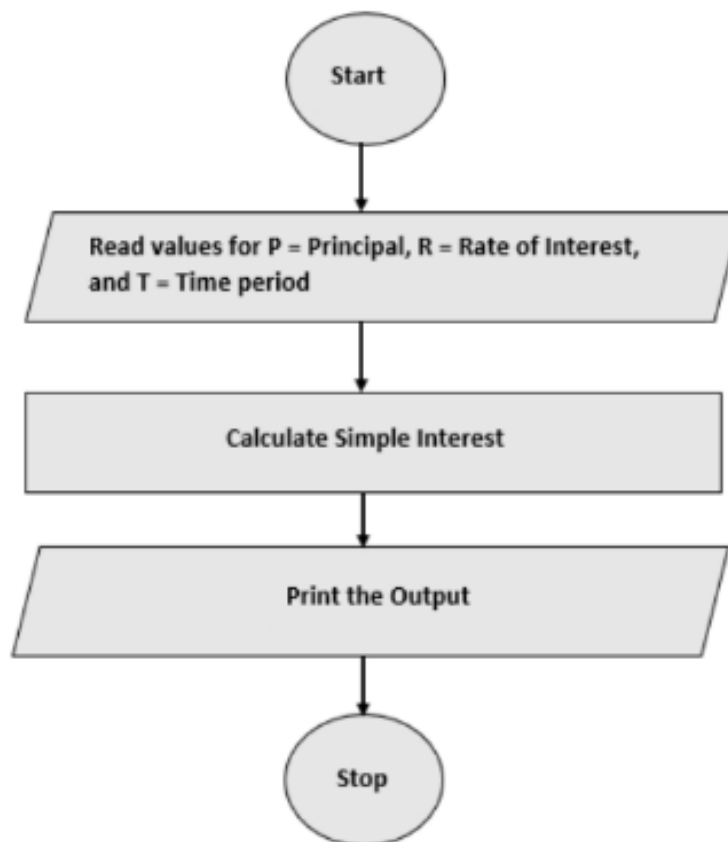 Start
Read values for P = Principal, R = Rate of Interest,
and T = Time period
Calculate Simple Interest
Print the Output
Stop